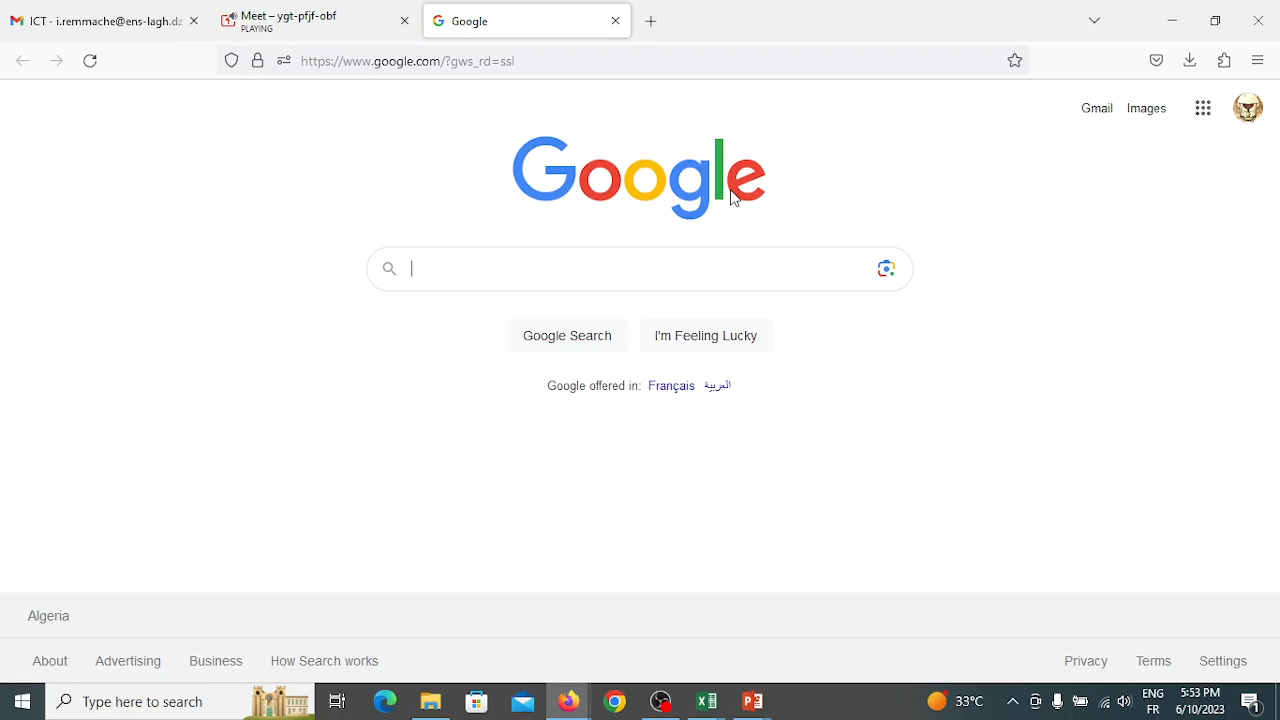 ICT - i.remmache@ens-lagh.dz
Meet – ygt-pfjf-obf
PLAYING
Google
https://www.google.com/?gws_rd=ssl
Gmail Images
Google
Google Search I'm Feeling Lucky
Google offered in: Français العربية
Algeria
About Advertising Business How Search works
Privacy Terms Settings
Type here to search
33°C
ENG
FR
5:53 PM
6/10/2023
1